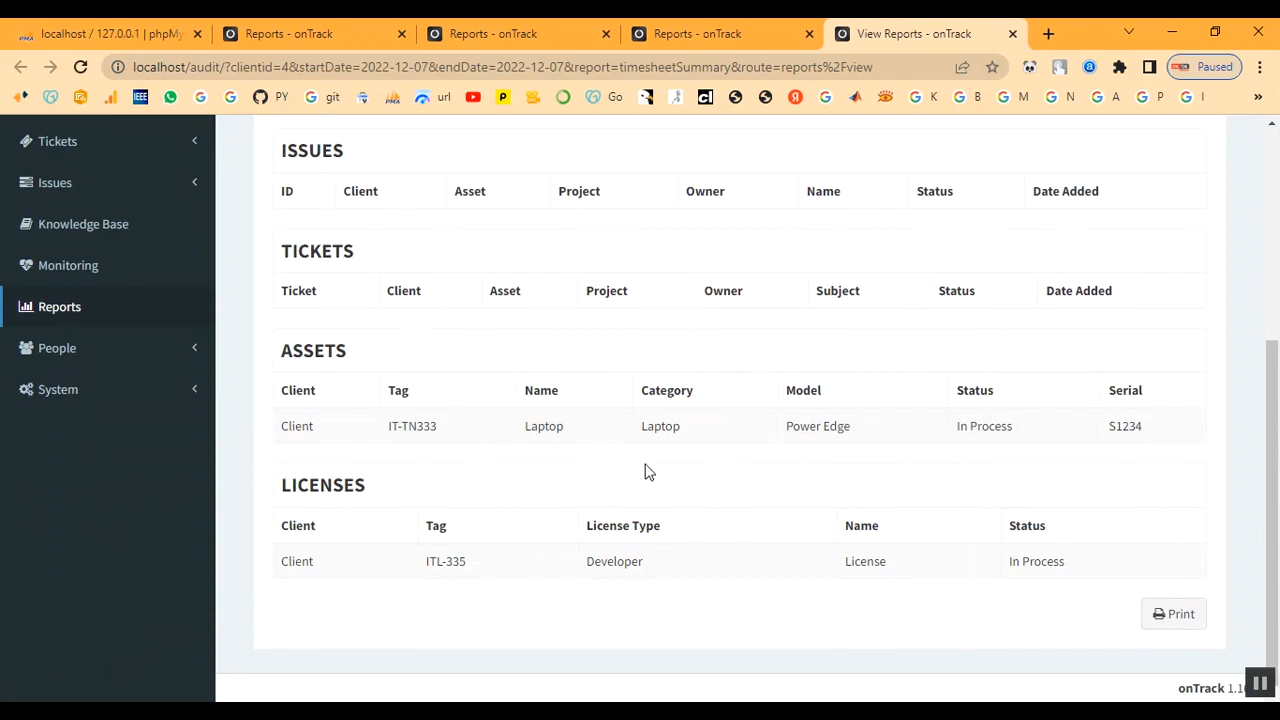 localhost / 127.0.0.1 | phpMy
Reports - onTrack
Reports - onTrack
Reports - onTrack
View Reports - onTrack
localhost/audit/?clientid=4&startDate=2022-12-07&endDate=2022-12-07&report=timesheetSummary&route=reports%2Fview
Paused
IEEE
PY
git
url
Go
K
B
M
N
A
P
I
»
Tickets
Issues
Knowledge Base
Monitoring
Reports
People
System
ISSUES
ID Client Asset Project Owner Name Status Date Added
TICKETS
Ticket Client Asset Project Owner Subject Status Date Added
ASSETS
Client Tag Name Category Model Status Serial
Client IT-TN333 Laptop Laptop Power Edge In Process S1234
LICENSES
Client Tag License Type Name Status
Client ITL-335 Developer License In Process
Print
onTrack